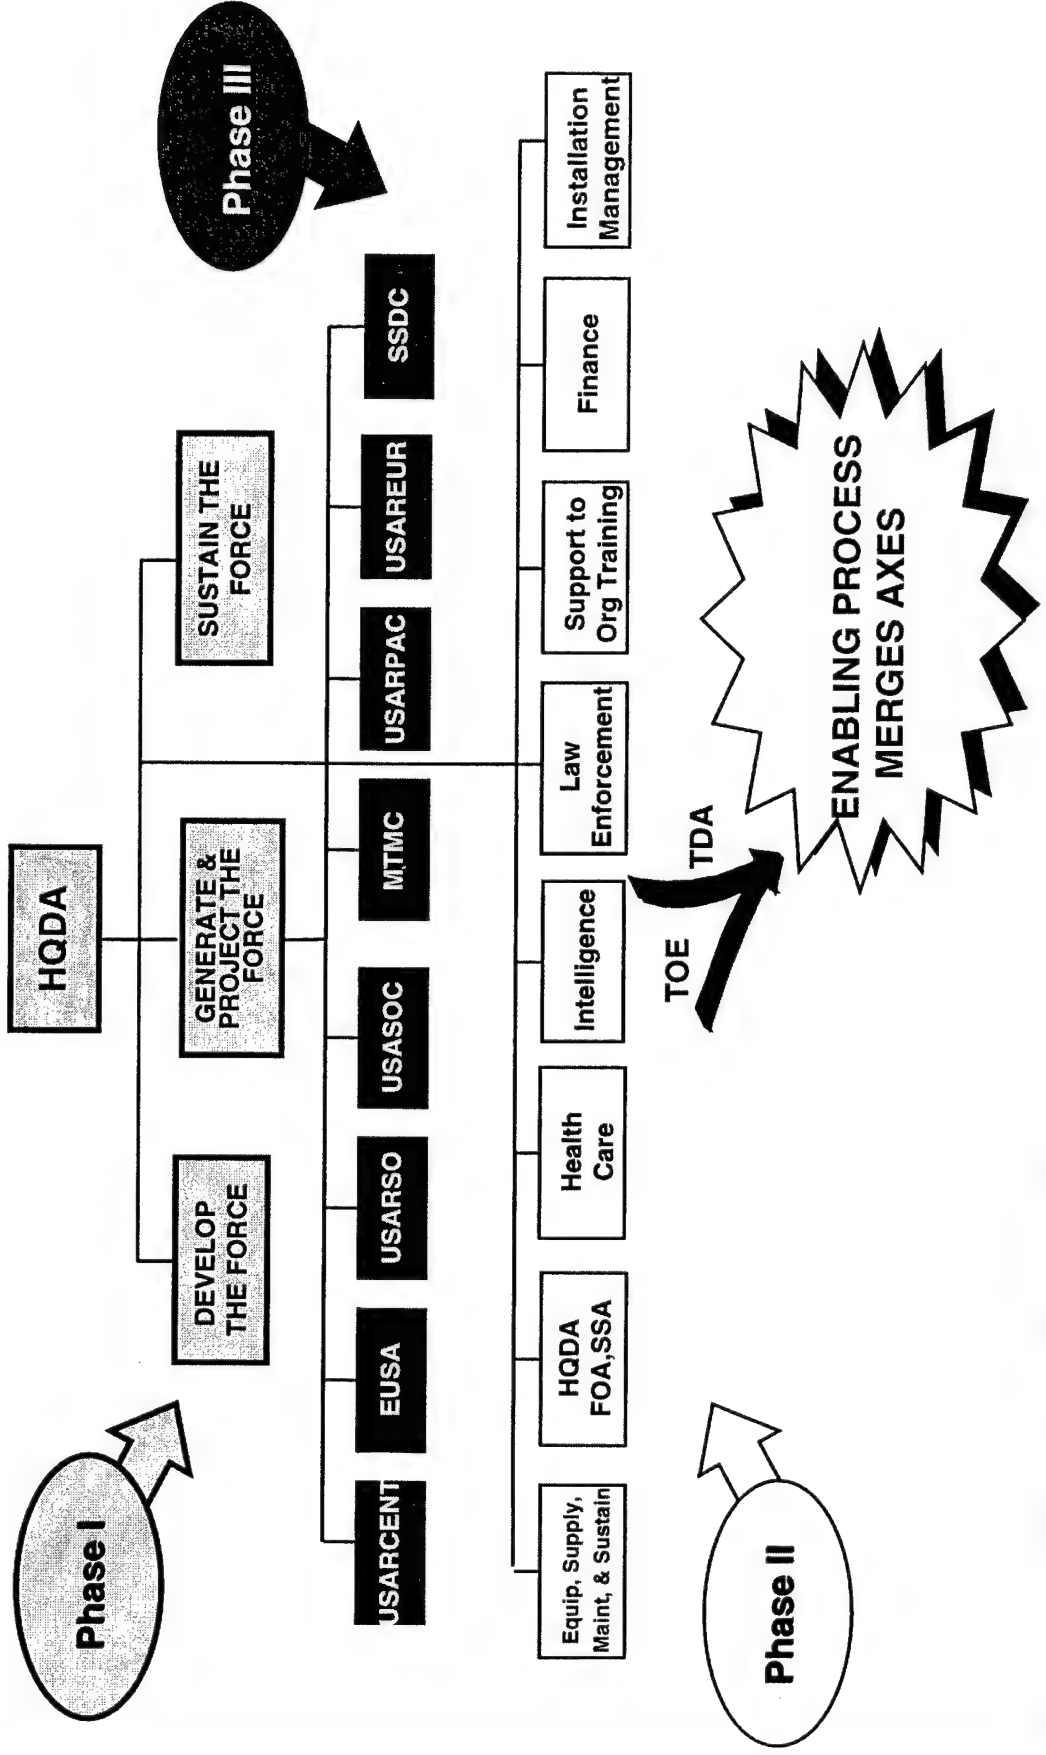 HQDA
Phase I
DEVELOP
THE FORCE
GENERATE &
PROJECT THE
FORCE
SUSTAIN THE
FORCE
Phase III
USARCENT
EUSA
USARSO
USASOC
MTMC
USARPAC
USAREUR
SSDC
Equip, Supply,
Maint, & Sustain
HQDA
FOA,SSA
Health
Care
Intelligence
Law
Enforcement
Support to
Org Training
Finance
Installation
Management
Phase II
TOE
TDA
ENABLING PROCESS
MERGES AXES